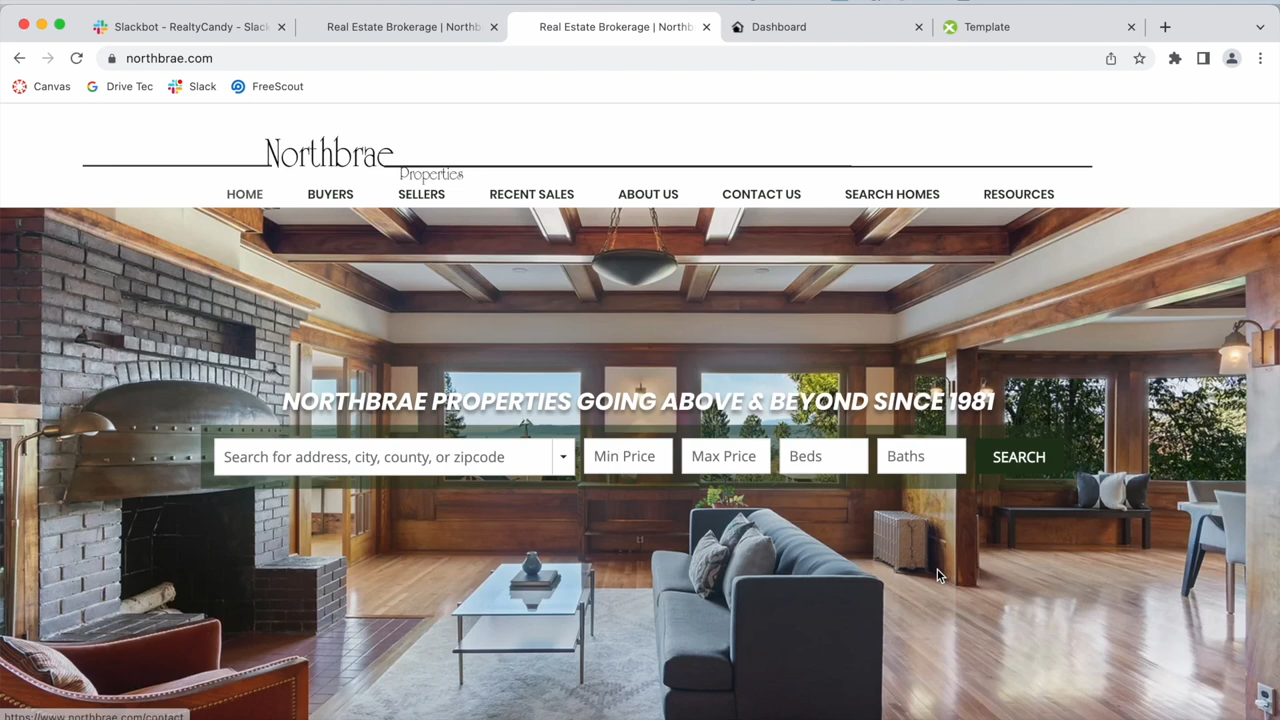 Slackbot - RealtyCandy - Slack
Real Estate Brokerage | Northb
Real Estate Brokerage | Northb
Dashboard
Template
northbrae.com
Canvas
Drive Tec
Slack
FreeScout
Northbrae
Properties
HOME
BUYERS
SELLERS
RECENT SALES
ABOUT US
CONTACT US
SEARCH HOMES
RESOURCES
NORTHBRAE PROPERTIES GOING ABOVE & BEYOND SINCE 1981
Search for address, city, county, or zipcode
Min Price
Max Price
Beds
Baths
SEARCH
https://www.northbrae.com/contact